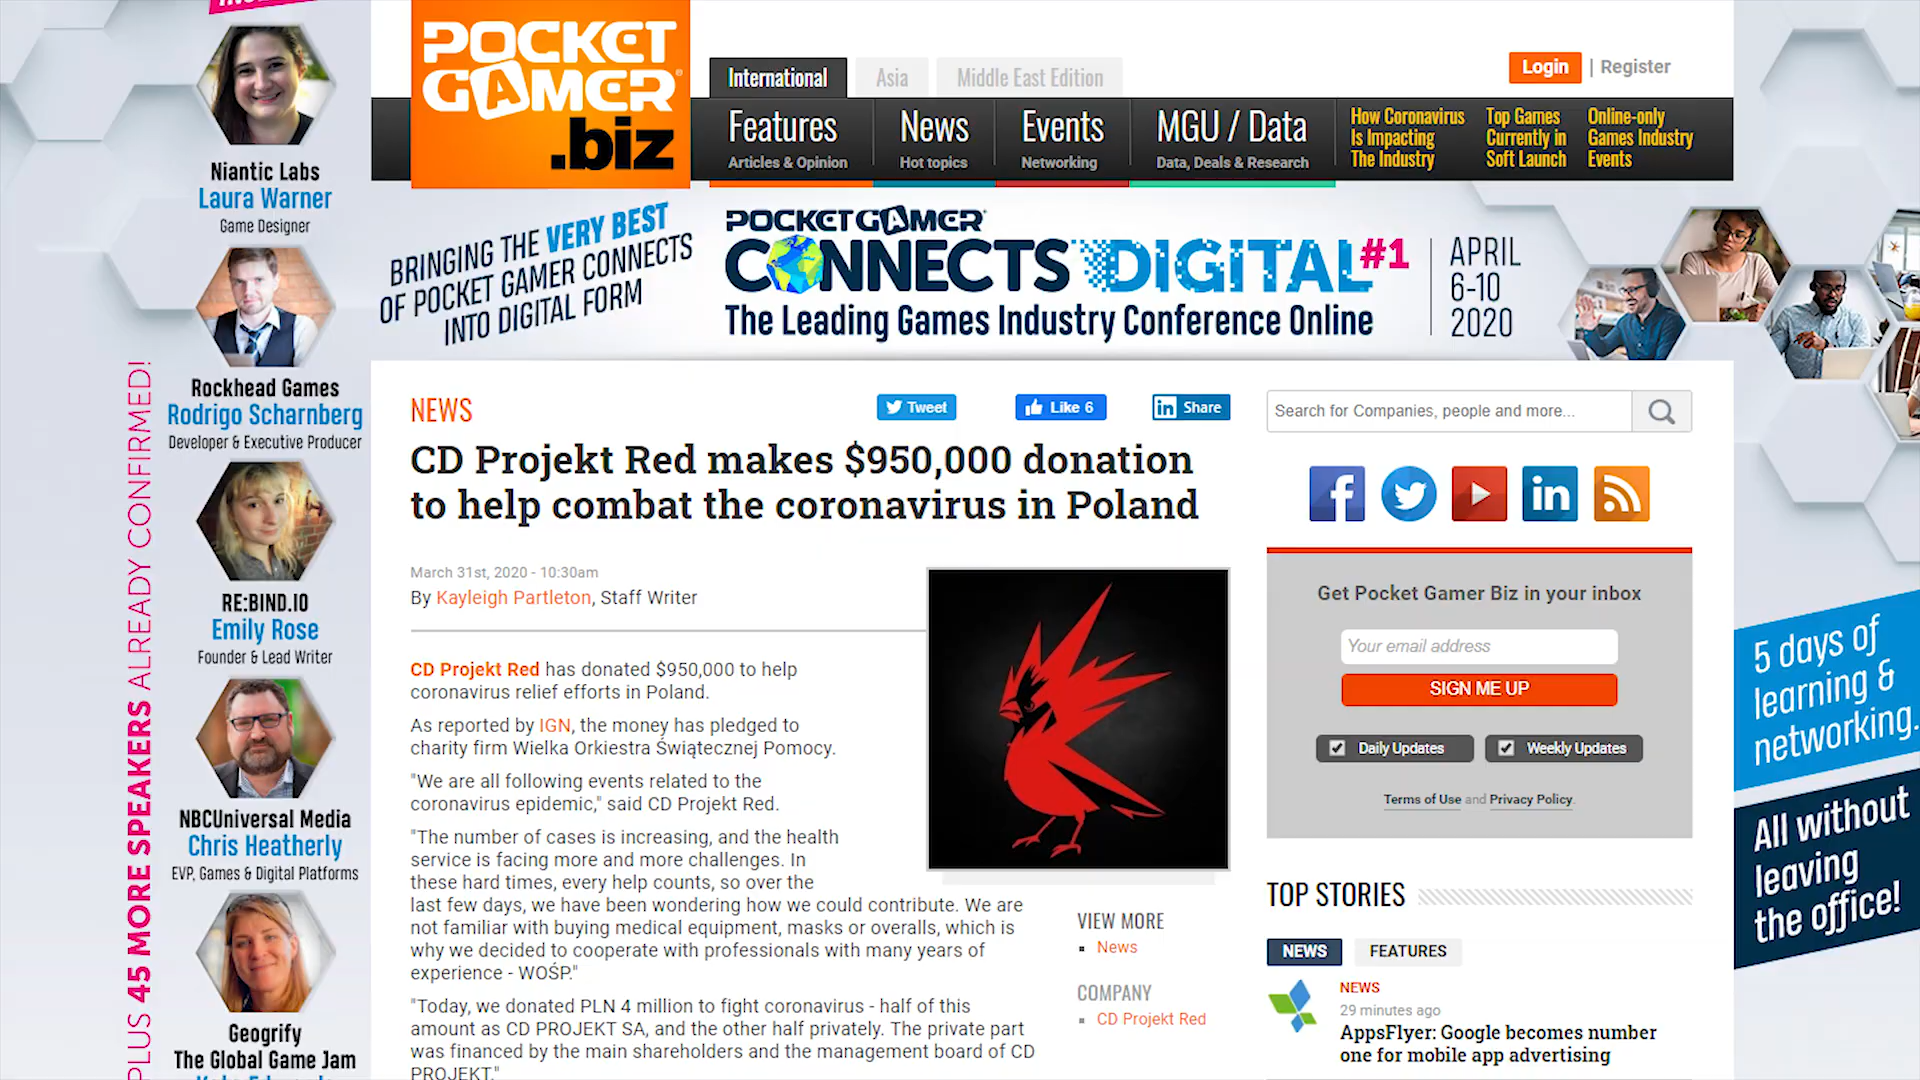 Niantic Labs
Laura Warner
Game Designer
Rockhead Games
Rodrigo Scharnberg
Developer & Executive Producer
RE:BIND.IO
Emily Rose
Founder & Lead Writer
NBCUniversal Media
Chris Heatherly
EVP, Games & Digital Platforms
Geogrify
The Global Game Jam
PLUS 45 MORE SPEAKERS ALREADY CONFIRMED!
POCKET
GAMER
.biz
International
Asia
Middle East Edition
Login | Register
Features
Articles & Opinion
News
Hot topics
Events
Networking
MGU / Data
Data, Deals & Research
How Coronavirus
Is Impacting
The Industry
Top Games
Currently in
Soft Launch
Online-only
Games Industry
Events
BRINGING THE VERY BEST
OF POCKET GAMER CONNECTS
INTO DIGITAL FORM
POCKET GAMER
CONNECTS DIGITAL #1
The Leading Games Industry Conference Online
APRIL
6-10
2020
NEWS
Tweet
Like 6
in Share
CD Projekt Red makes $950,000 donation
to help combat the coronavirus in Poland
March 31st, 2020 - 10:30am
By Kayleigh Partleton, Staff Writer
CD Projekt Red has donated $950,000 to help
coronavirus relief efforts in Poland.
As reported by IGN, the money has pledged to
charity firm Wielka Orkiestra Świątecznej Pomocy.
"We are all following events related to the
coronavirus epidemic," said CD Projekt Red.
"The number of cases is increasing, and the health
service is facing more and more challenges. In
these hard times, every help counts, so over the
last few days, we have been wondering how we could contribute. We are
not familiar with buying medical equipment, masks or overalls, which is
why we decided to cooperate with professionals with many years of
experience - WOŚP."
"Today, we donated PLN 4 million to fight coronavirus - half of this
amount as CD PROJEKT SA, and the other half privately. The private part
was financed by the main shareholders and the management board of CD
PROJEKT."
VIEW MORE
News
COMPANY
CD Projekt Red
Search for Companies, people and more...
f
in
Get Pocket Gamer Biz in your inbox
Your email address
SIGN ME UP
Daily Updates
Weekly Updates
Terms of Use and Privacy Policy.
TOP STORIES
NEWS
FEATURES
NEWS
29 minutes ago
AppsFlyer: Google becomes number
one for mobile app advertising
5 days of
learning &
networking.
All without
leaving
the office!